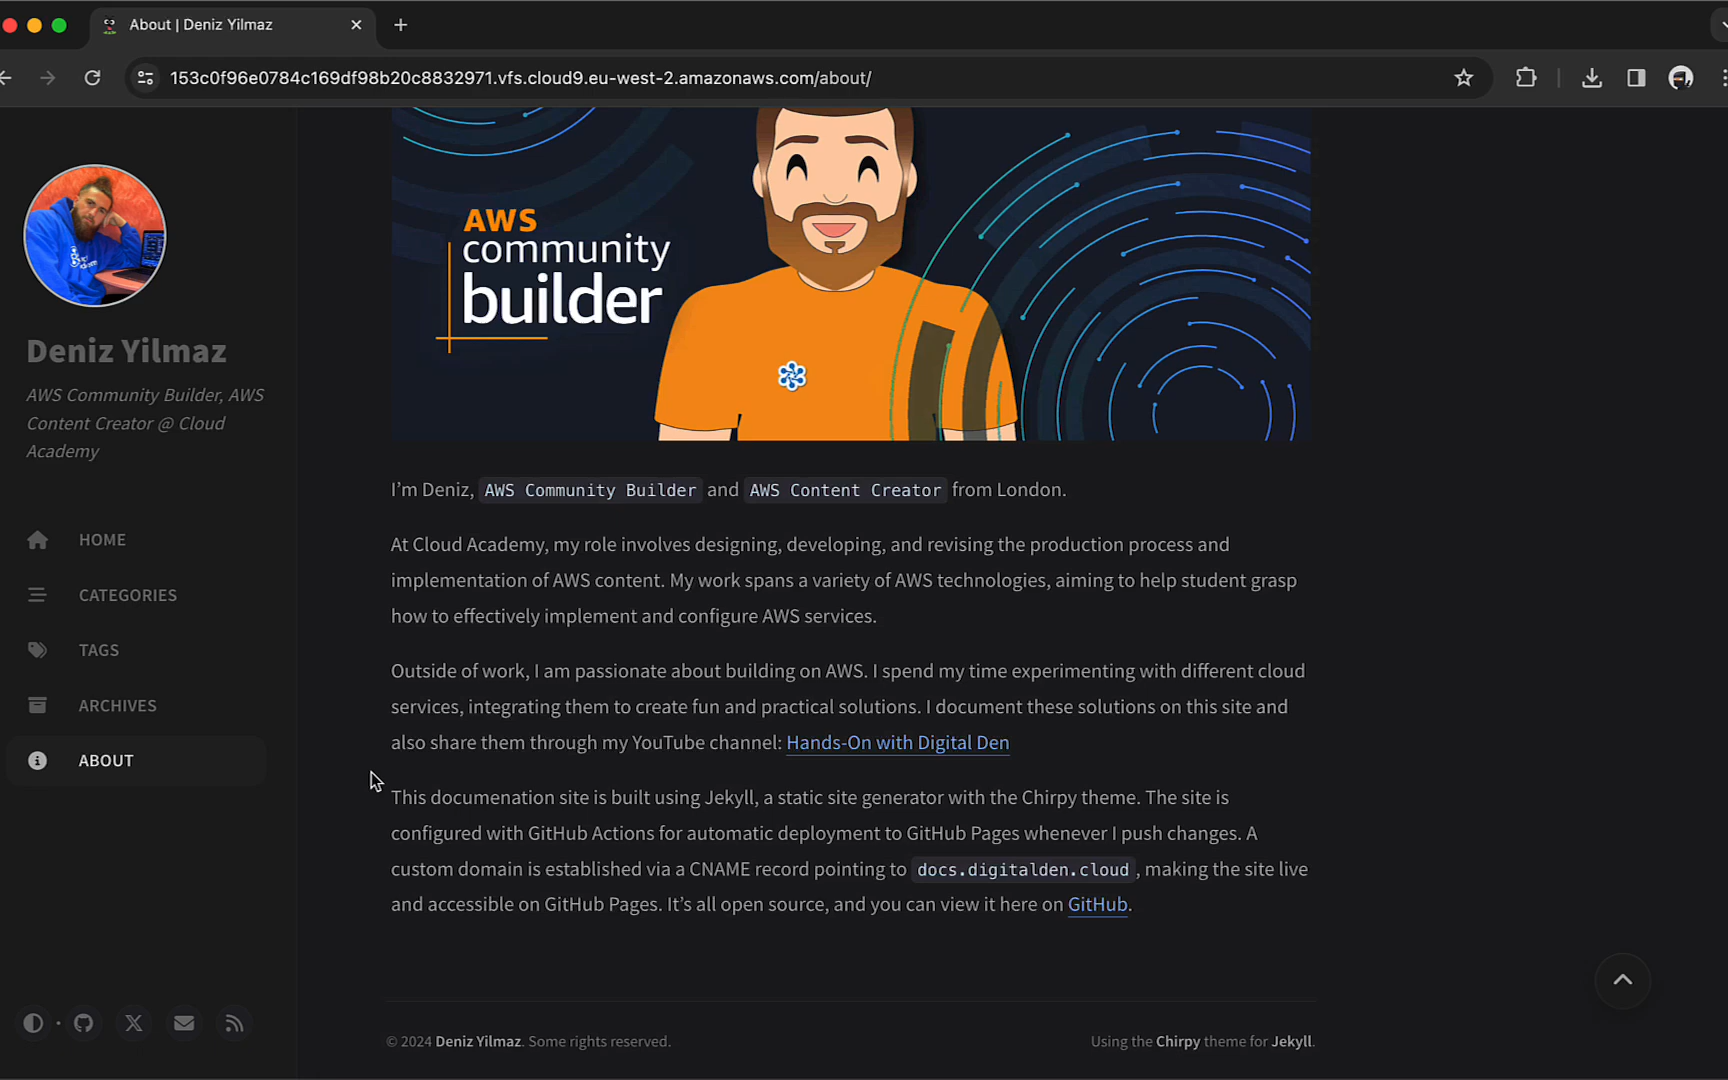 About | Deniz Yilmaz
153c0f96e0784c169df98b20c8832971.vfs.cloud9.eu-west-2.amazonaws.com/about/
AWS
community
builder
Deniz Yilmaz
AWS Community Builder, AWS
Content Creator @ Cloud
Academy
HOME
CATEGORIES
TAGS
ARCHIVES
ABOUT
I’m Deniz, AWS Community Builder and AWS Content Creator from London.
At Cloud Academy, my role involves designing, developing, and revising the production process and
implementation of AWS content. My work spans a variety of AWS technologies, aiming to help student grasp
how to effectively implement and configure AWS services.
Outside of work, I am passionate about building on AWS. I spend my time experimenting with different cloud
services, integrating them to create fun and practical solutions. I document these solutions on this site and
also share them through my YouTube channel: Hands-On with Digital Den
This documenation site is built using Jekyll, a static site generator with the Chirpy theme. The site is
configured with GitHub Actions for automatic deployment to GitHub Pages whenever I push changes. A
custom domain is established via a CNAME record pointing to docs.digitalden.cloud, making the site live
and accessible on GitHub Pages. It’s all open source, and you can view it here on GitHub.
© 2024 Deniz Yilmaz. Some rights reserved.
Using the Chirpy theme for Jekyll.